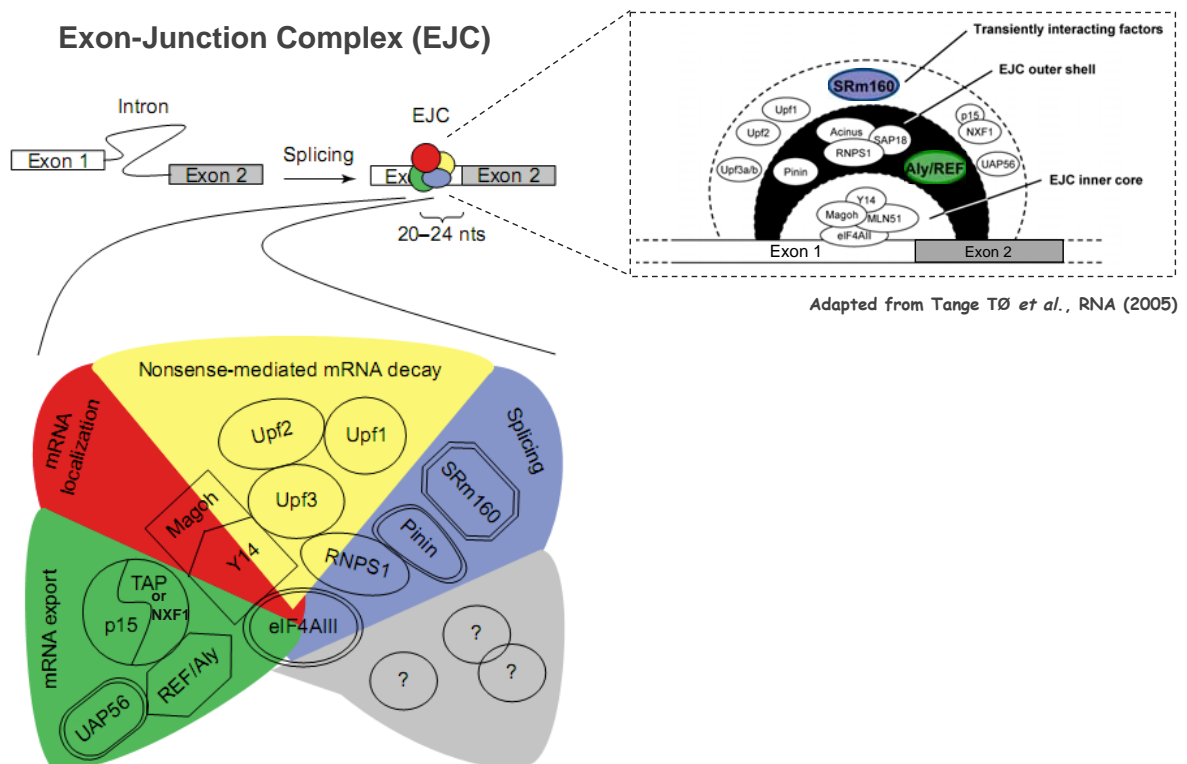 Exon-Junction Complex (EJC)
Intron
Exon 1
Exon 2
Splicing
EJC
Ex
Exon 2
20–24 nts
Transiently interacting factors
EJC outer shell
EJC inner core
SRm160
Upf1
Upf2
Upf3a/b
Acinus
SAP18
RNPS1
Pinin
Aly/REF
p15
NXF1
UAP56
Y14
Magoh
MLN51
eIF4AII
Exon 1
Exon 2
Adapted from Tange TØ et al., RNA (2005)
Nonsense-mediated mRNA decay
mRNA
localization
Splicing
mRNA export
Upf2
Upf1
Upf3
SRm160
Pinin
RNPS1
Magoh
Y14
TAP
or
NXF1
p15
eIF4AIII
REF/Aly
UAP56
?
?
?